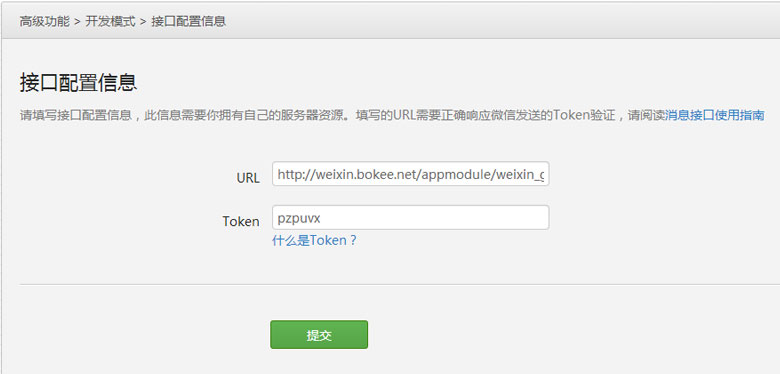 高级功能 > 开发模式 > 接口配置信息
接口配置信息
请填写接口配置信息，此信息需要你拥有自己的服务器资源。填写的URL需要正确响应微信发送的Token验证，请阅读消息接口使用指南
URL http://weixin.bokee.net/appmodule/weixin_g
Token pzpuvx
什么是Token？
提交